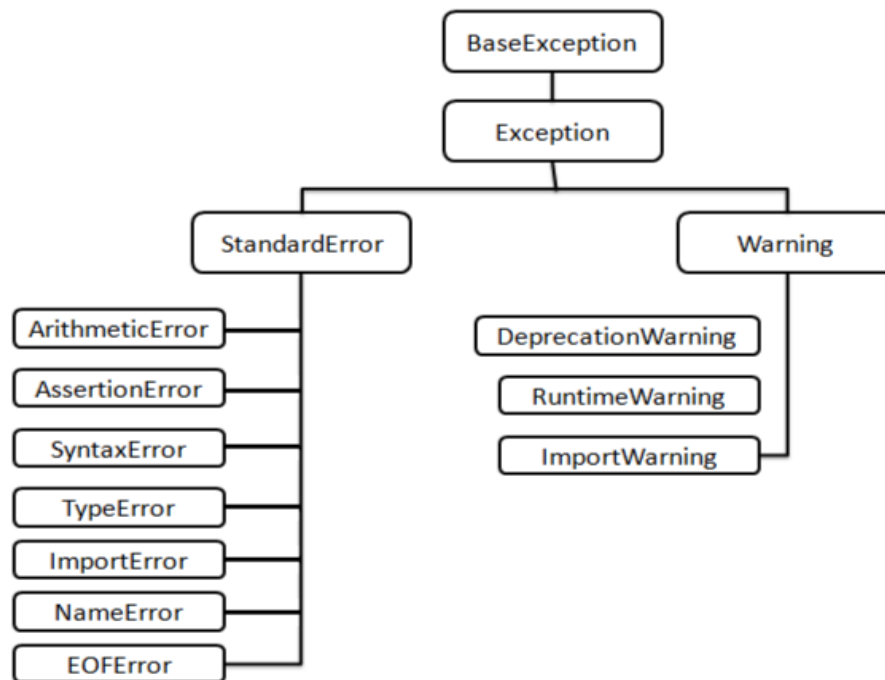 BaseException
Exception
StandardError
Warning
ArithmeticError
AssertionError
SyntaxError
TypeError
ImportError
NameError
EOFError
DeprecationWarning
RuntimeWarning
ImportWarning